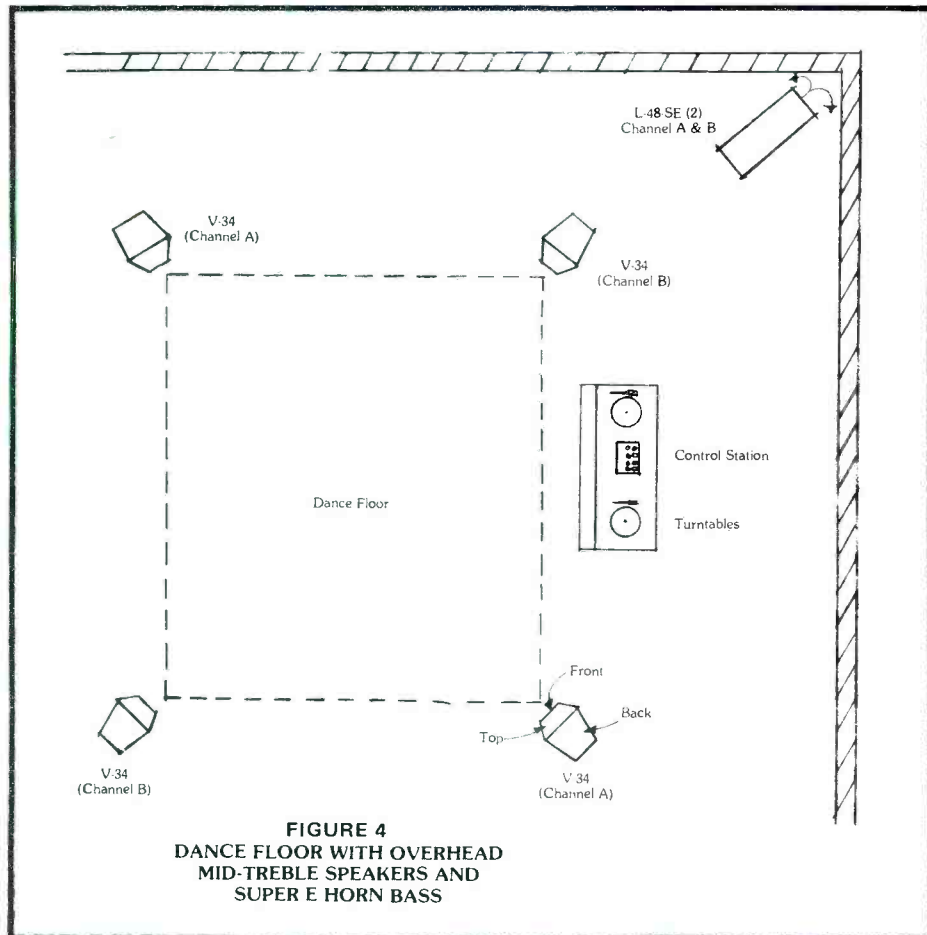 L-48-SE (2)
Channel A & B
V-34
(Channel A)
V-34
(Channel B)
Control Station
Dance Floor
Turntables
Front
Back
Top
V-34
(Channel B)
V-34
(Channel A)
FIGURE 4
DANCE FLOOR WITH OVERHEAD
MID-TREBLE SPEAKERS AND
SUPER E HORN BASS